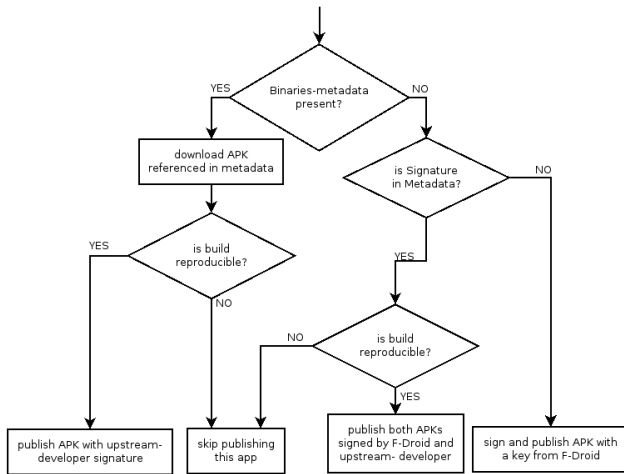 Binaries-metadata
present?
YES
NO
download APK
referenced in metadata
is Signature
in Metadata?
NO
YES
is build
reproducible?
YES
NO
NO
is build
reproducible?
YES
publish APK with upstream-
developer signature
skip publishing
this app
publish both APKs
signed by F-Droid and
upstream- developer
sign and publish APK with
a key from F-Droid